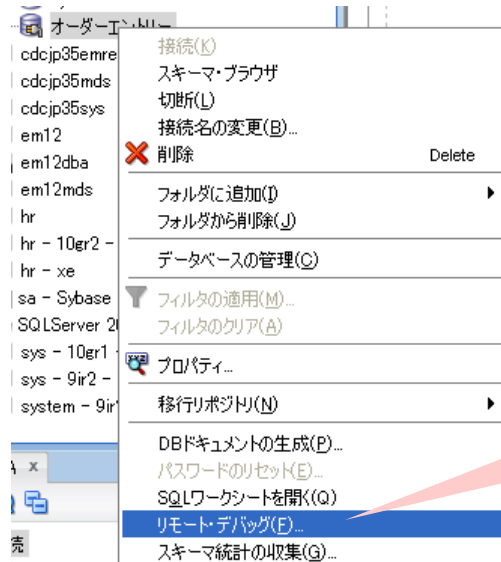 オーダーエントリー
cdcjp35emre
cdcjp35mds
cdcjp35sys
em12
em12dba
em12mds
hr
hr - 10gr2 -
hr - xe
sa - Sybase
SQLServer 2
sys - 10gr1
sys - 9ir2 -
system - 9ir
x
続
接続(K)
スキーマ・ブラウザ
切断(L)
接続名の変更(B)...
削除 Delete
フォルダに追加(I)
フォルダから削除(J)
データベースの管理(C)
フィルタの適用(M)...
フィルタのクリア(A)
プロパティ...
移行リポジトリ(N)
DBドキュメントの生成(P)...
パスワードのリセット(E)...
SQLワークシートを開く(Q)
リモート・デバッグ(F)...
スキーマ統計の収集(G)...